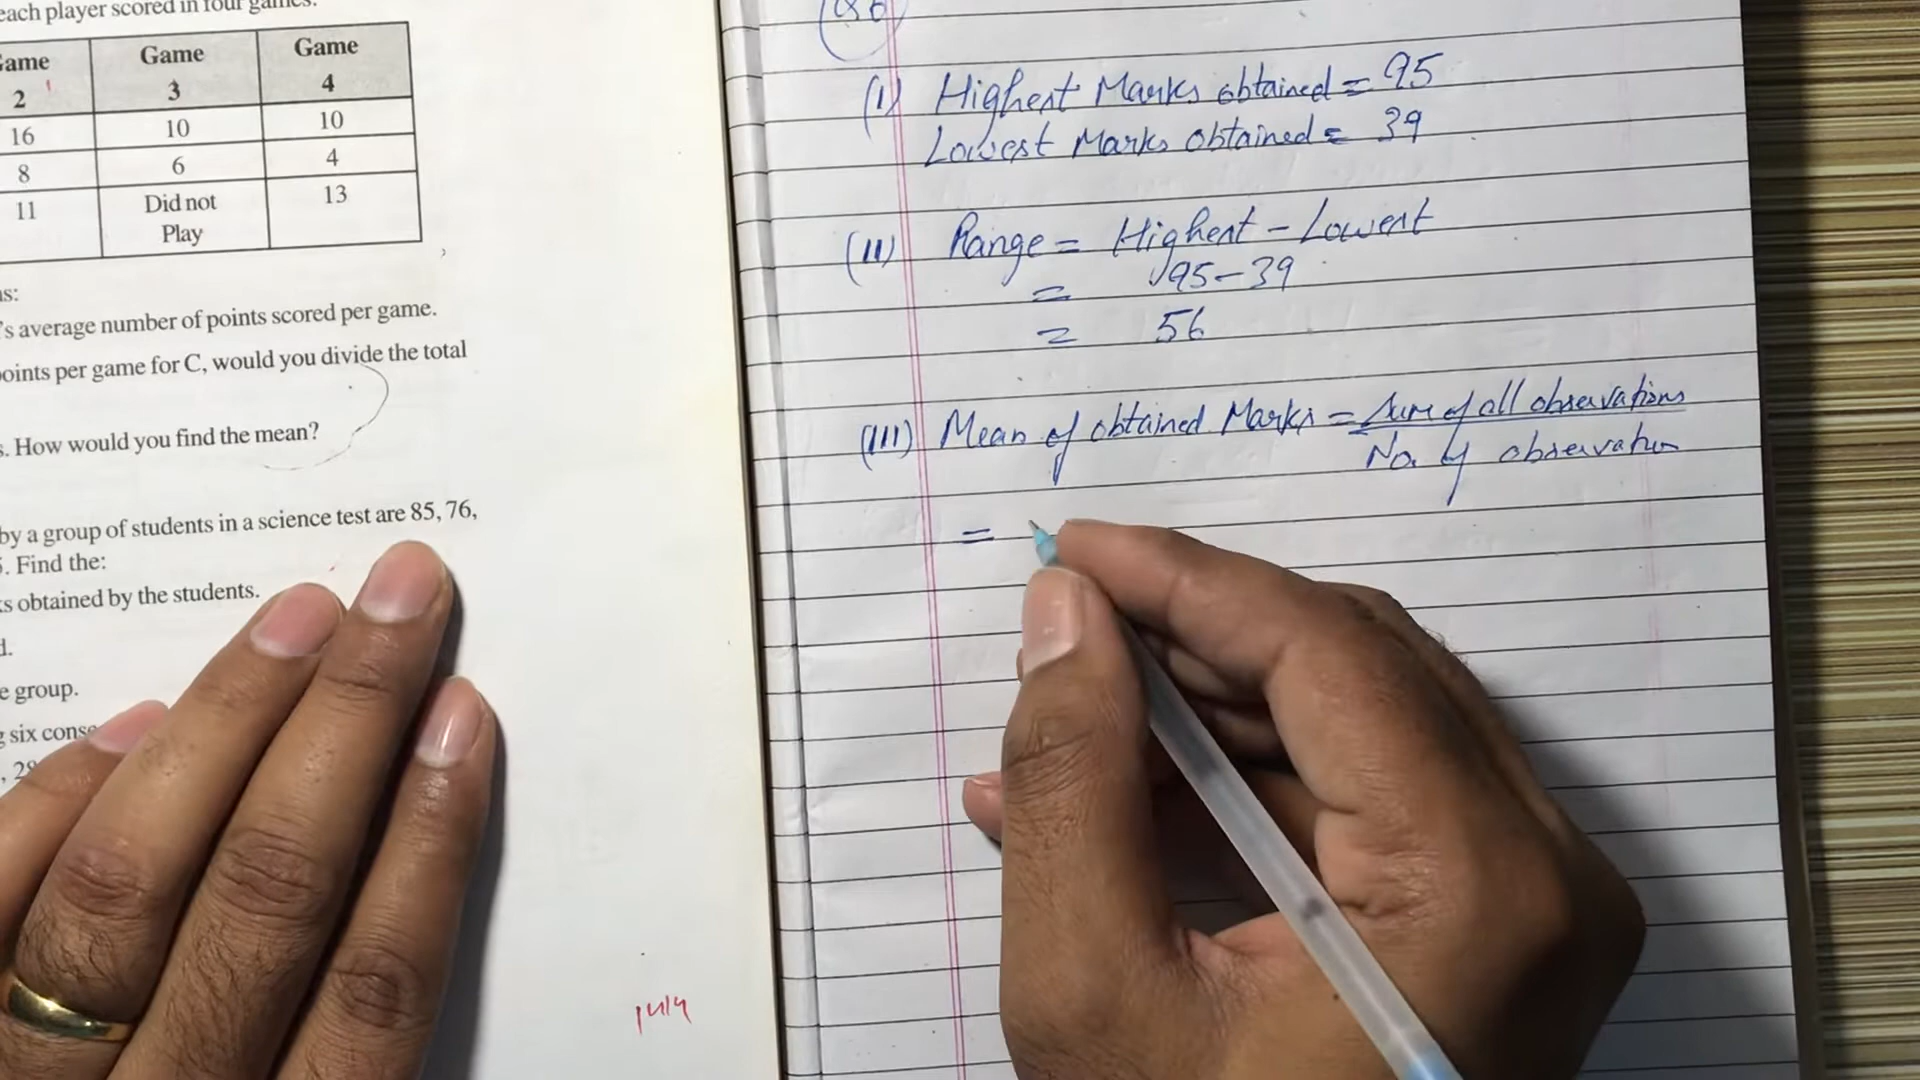 each player scored in four games.
Game Game
2 3 4
16 10 10
8 6 4
11 Did not 13
Play
's average number of points scored per game.
points per game for C, would you divide the total
. How would you find the mean?
by a group of students in a science test are 85, 76,
. Find the:
obtained by the students.
d.
group.
six
(I) Highest Marks obtained = 95
Lowest Marks obtained = 39
(II) Range = Highest - Lowest
= 95-39
= 56
(III) Mean of obtained Marks = Sum of all observations
No. of observation
=